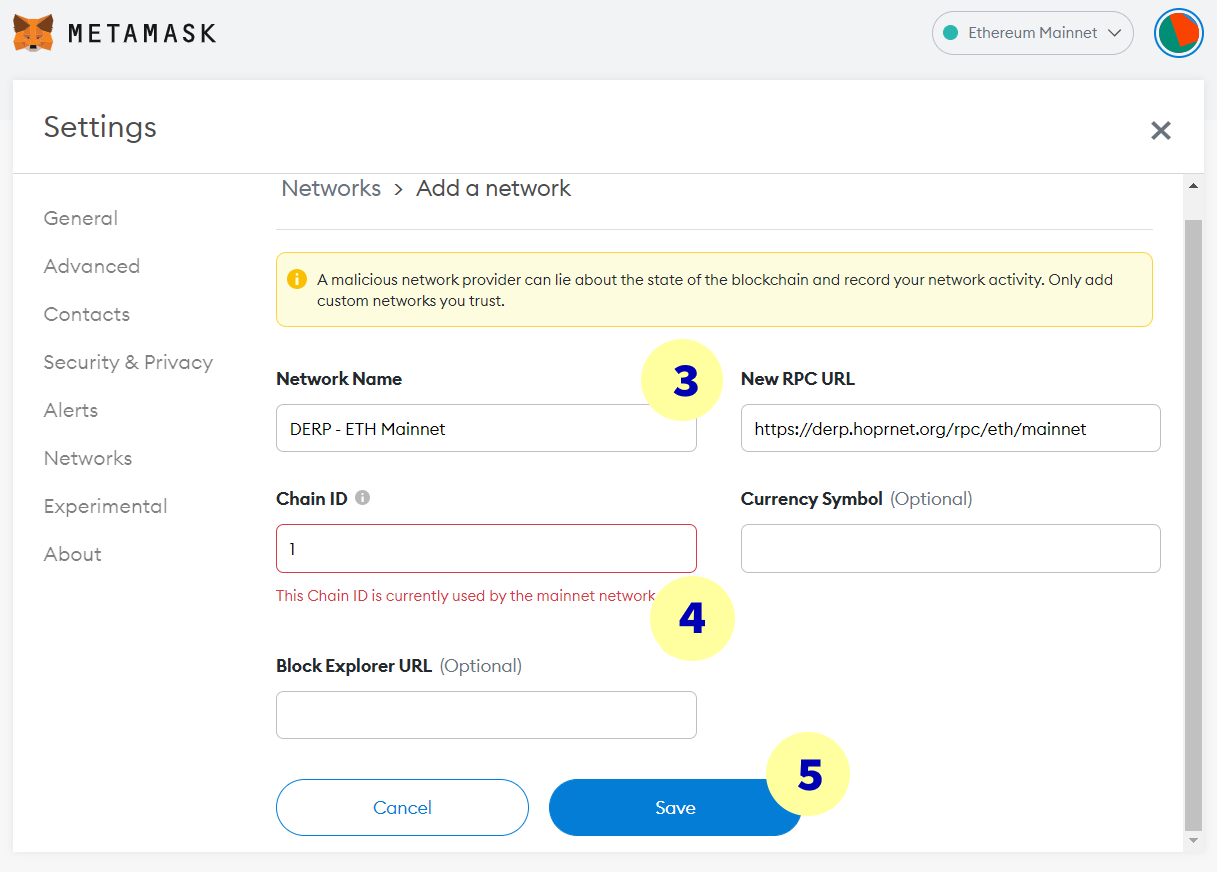 METAMASK
Ethereum Mainnet
Settings
Networks > Add a network
General
Advanced
Contacts
Security & Privacy
Alerts
Networks
Experimental
About
A malicious network provider can lie about the state of the blockchain and record your network activity. Only add
custom networks you trust.
3
Network Name
DERP - ETH Mainnet
New RPC URL
https://derp.hoprnet.org/rpc/eth/mainnet
Chain ID
1
This Chain ID is currently used by the mainnet network
4
Currency Symbol (Optional)
Block Explorer URL (Optional)
Cancel
Save
5